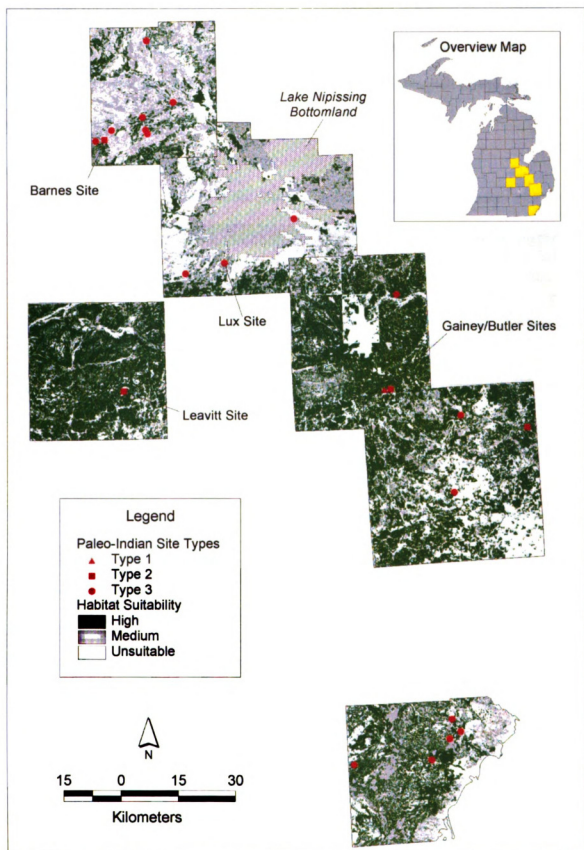 Overview Map
Lake Nipissing
Bottomland
Barnes Site
Lux Site
Gainey/Butler Sites
Leavitt Site
Legend
Paleo-Indian Site Types
Type 1
Type 2
Type 3
Habitat Suitability
High
Medium
Unsuitable
N
15 0 15 30
Kilometers